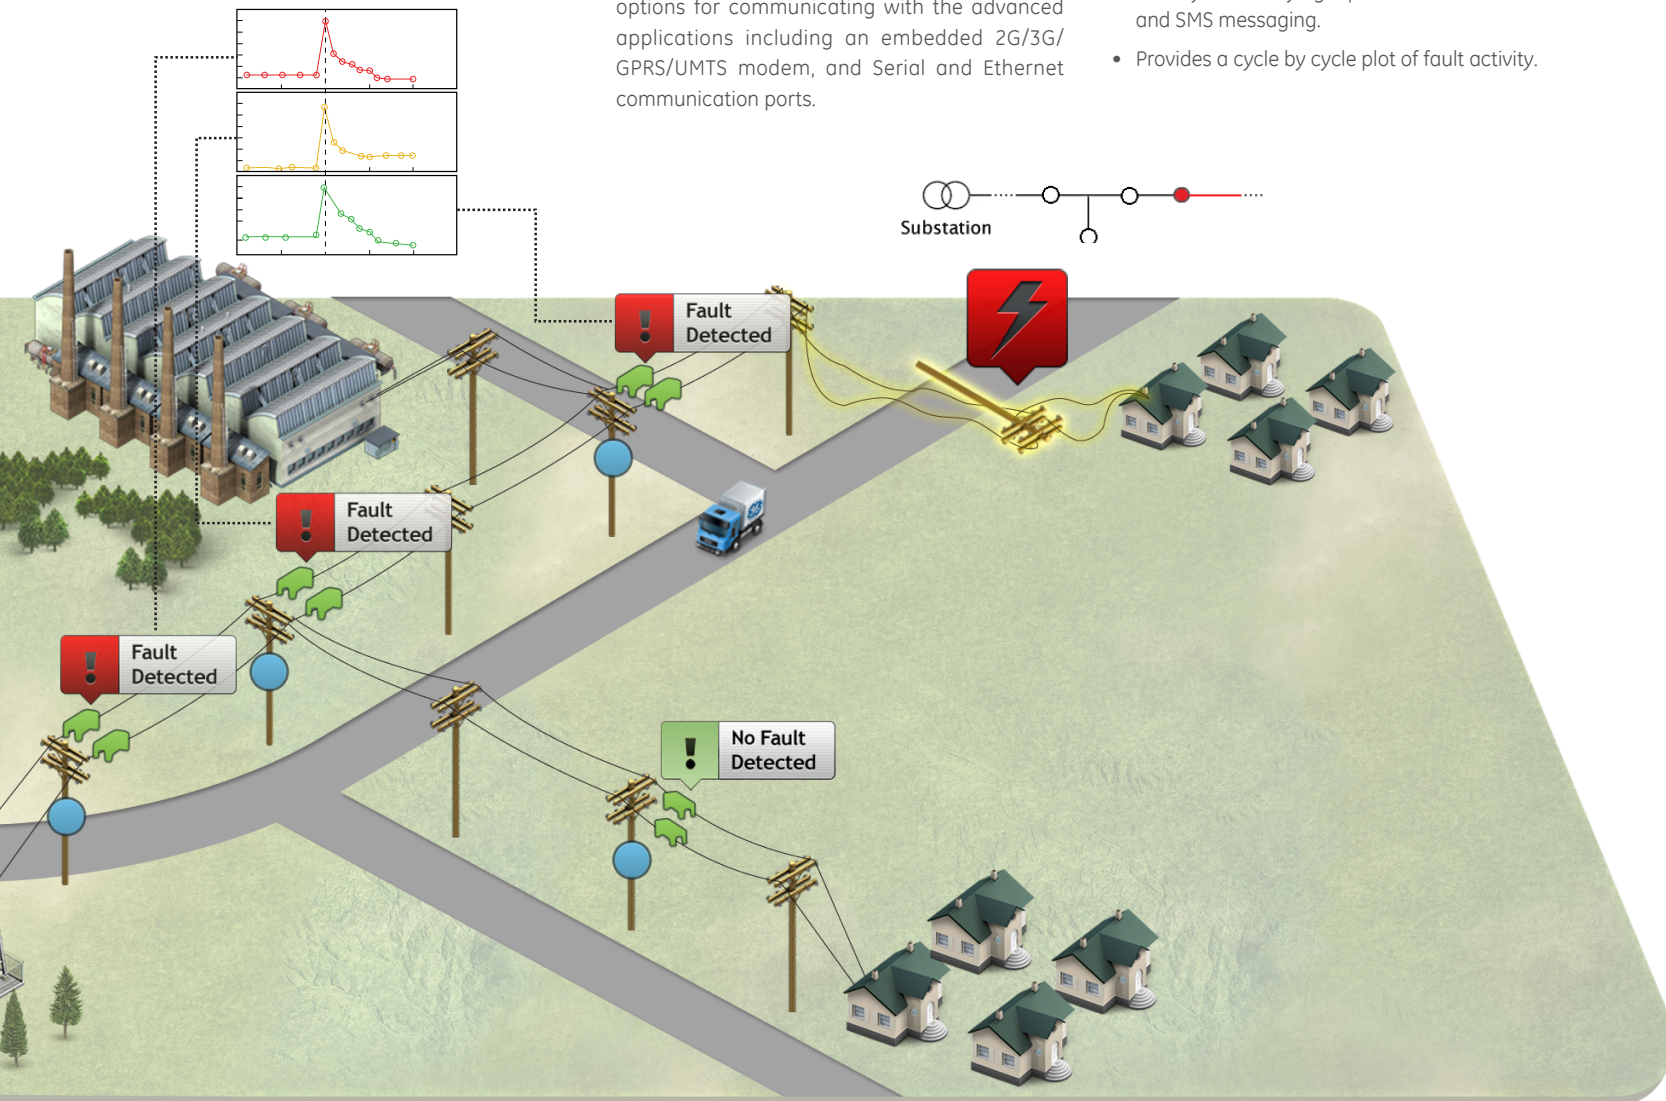 options for communicating with the advanced
applications including an embedded 2G/3G/
GPRS/UMTS modem, and Serial and Ethernet
communication ports.
and SMS messaging.
• Provides a cycle by cycle plot of fault activity.
Substation
Fault
Detected
Fault
Detected
Fault
Detected
No Fault
Detected